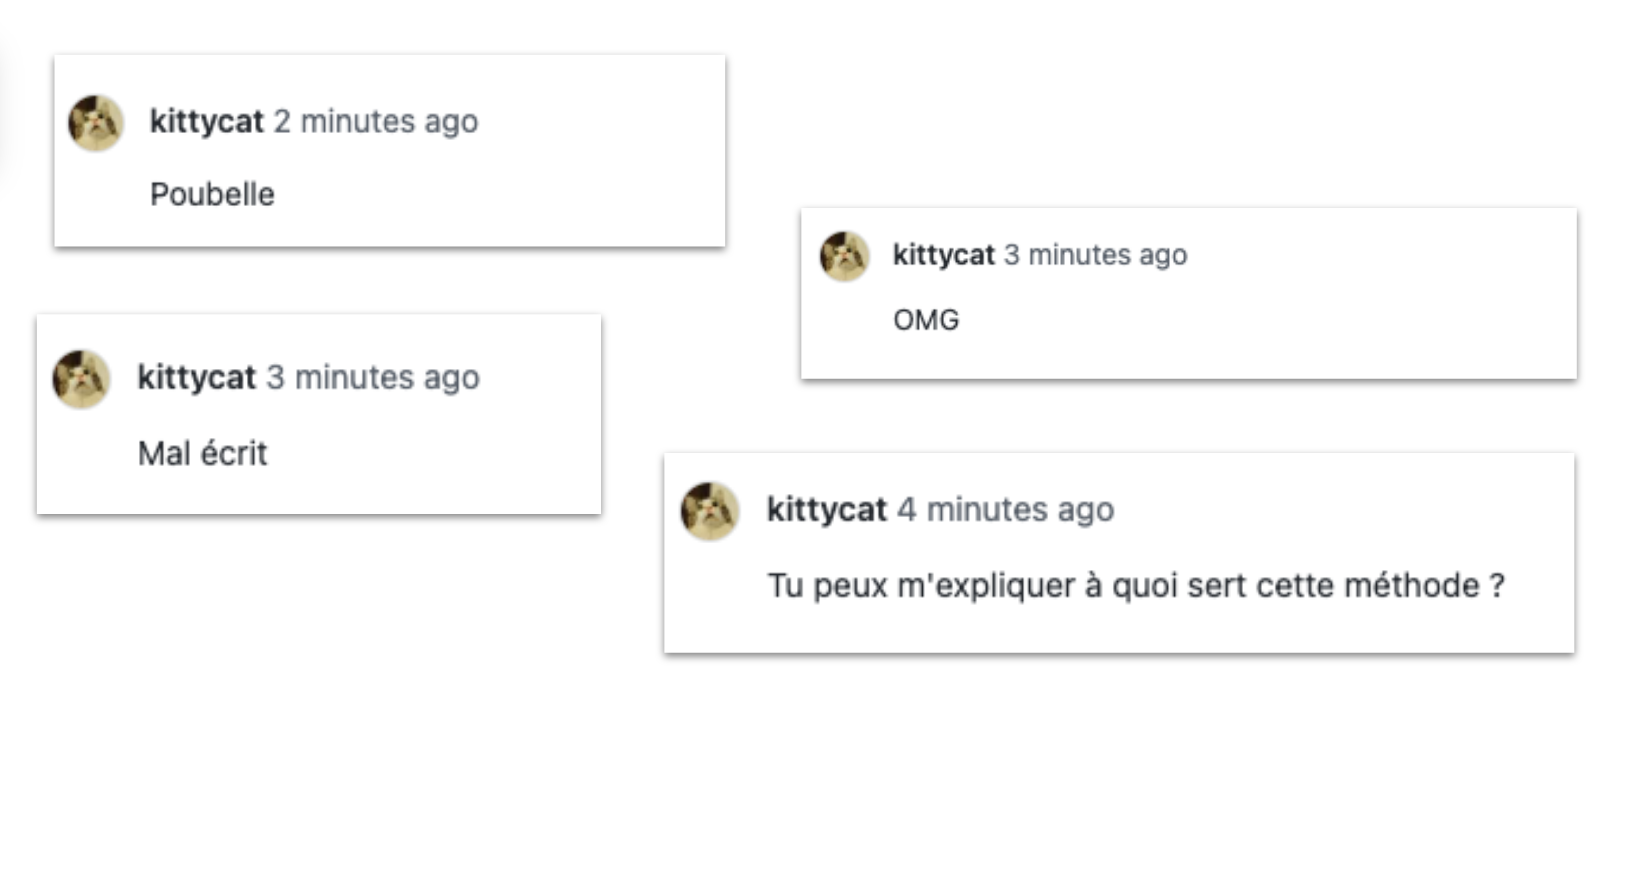 kittycat 2 minutes ago
Poubelle
kittycat 3 minutes ago
OMG
kittycat 3 minutes ago
Mal écrit
kittycat 4 minutes ago
Tu peux m'expliquer à quoi sert cette méthode ?